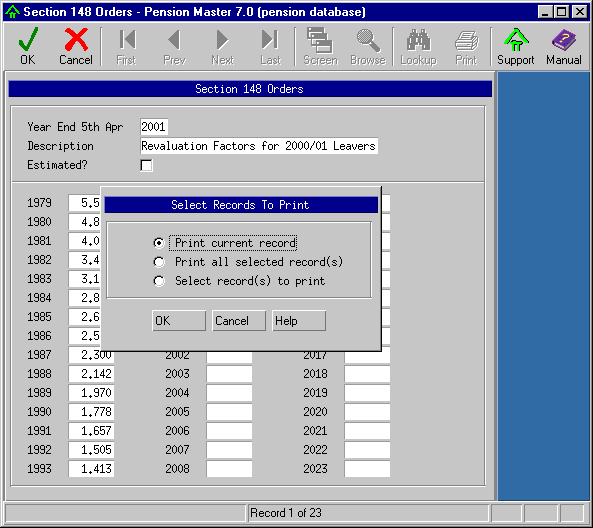 Section 148 Orders - Pension Master 7.0 (pension database)
OK Cancel First Prev Next Last Screen Browse Lookup Print Support Manual
Section 148 Orders
Year End 5th Apr 2001
Description Revaluation Factors for 2000/01 Leavers
Estimated?
Select Records To Print
Print current record
Print all selected record(s)
Select record(s) to print
OK Cancel Help
1979 5.5
1980 4.8
1981 4.0
1982 3.4
1983 3.1
1984 2.8
1985 2.6
1986 2.5
1987 2.300 2002 2017
1988 2.142 2003 2018
1989 1.970 2004 2019
1990 1.778 2005 2020
1991 1.657 2006 2021
1992 1.505 2007 2022
1993 1.413 2008 2023
Record 1 of 23